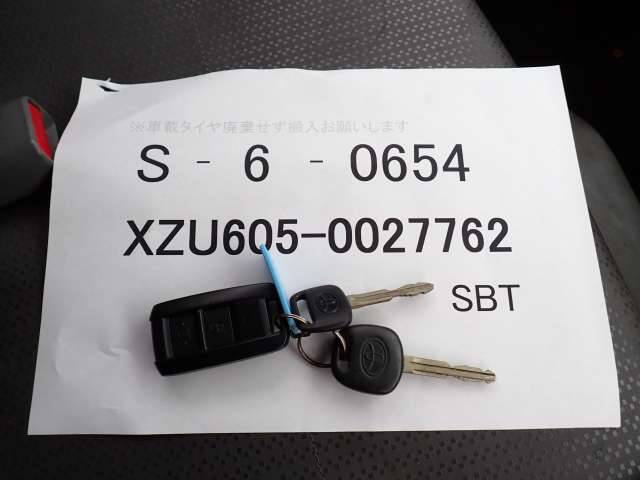 ※車載タイヤ廃棄せず搬入お願いします
S - 6 - 0654
XZU605-0027762
SBT